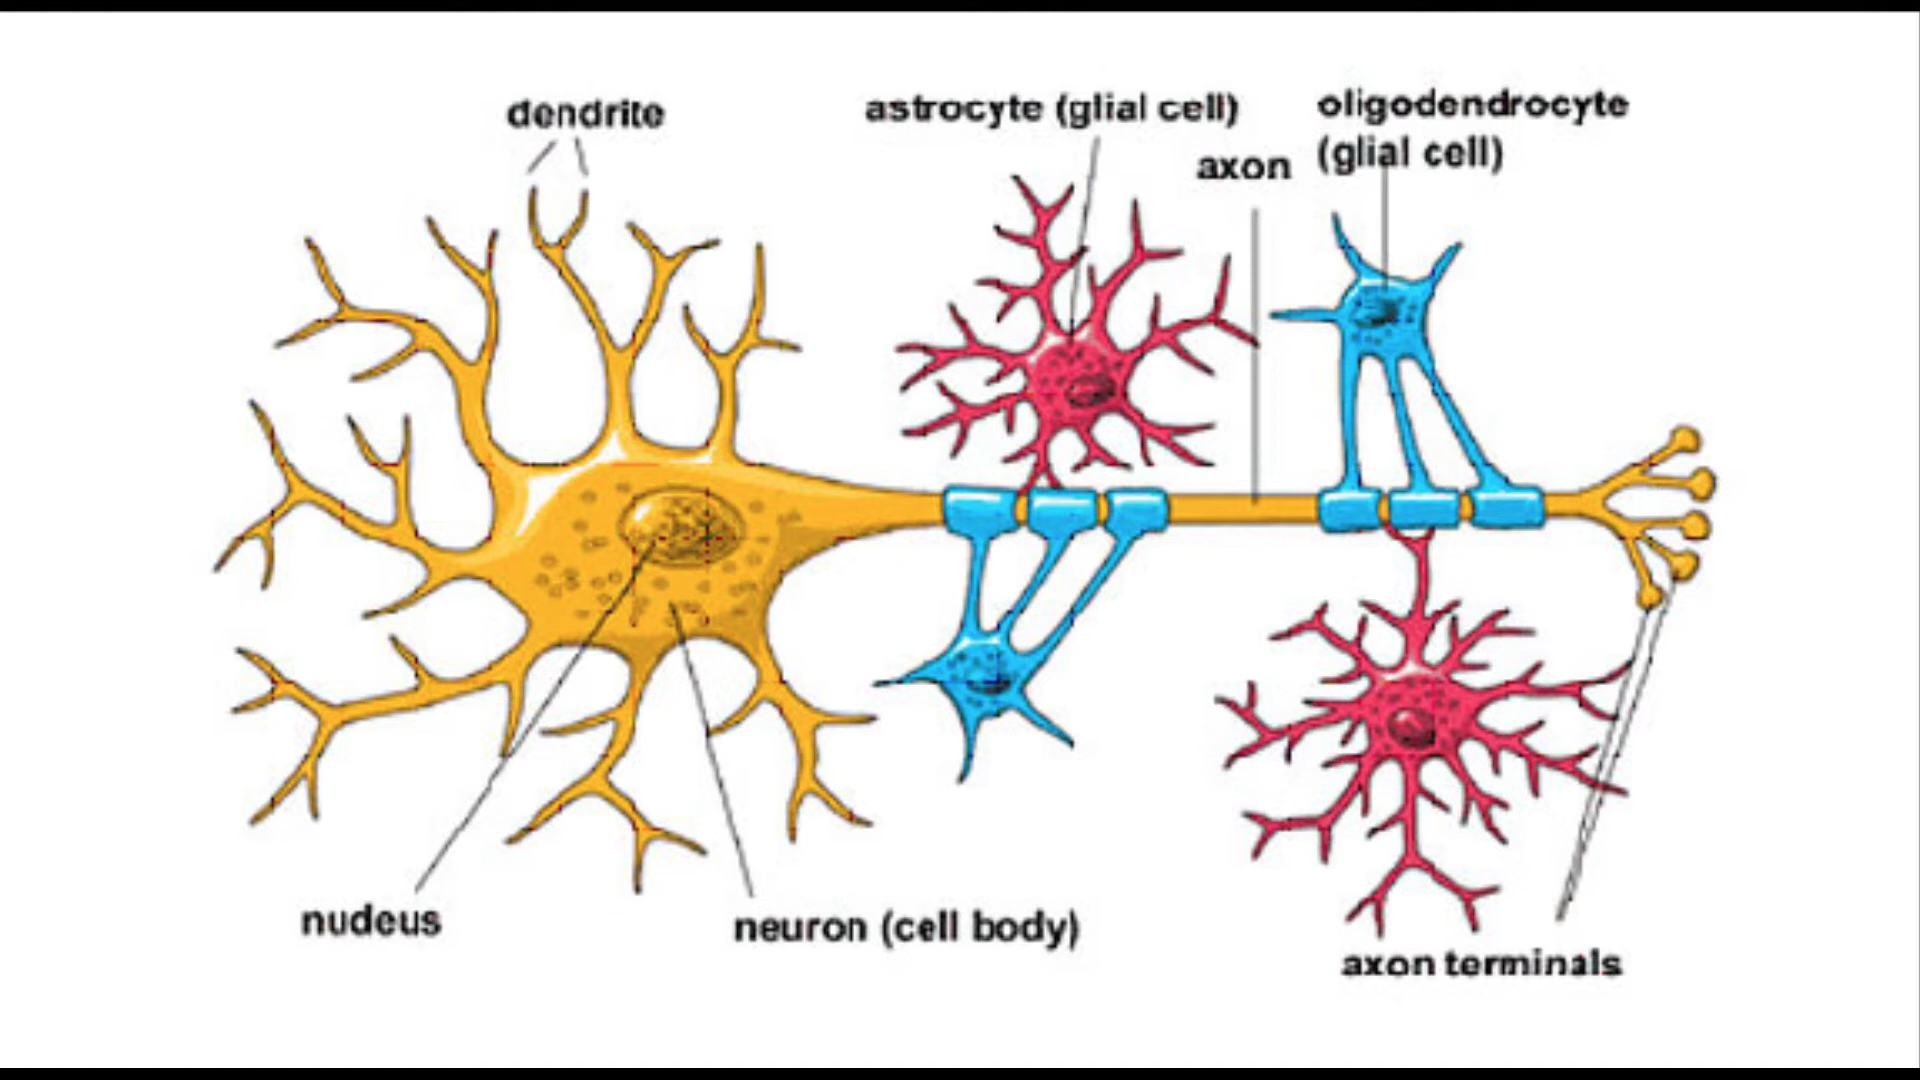 dendrite
astrocyte (glial cell)
axon
oligodendrocyte
(glial cell)
nudeus
neuron (cell body)
axon terminals